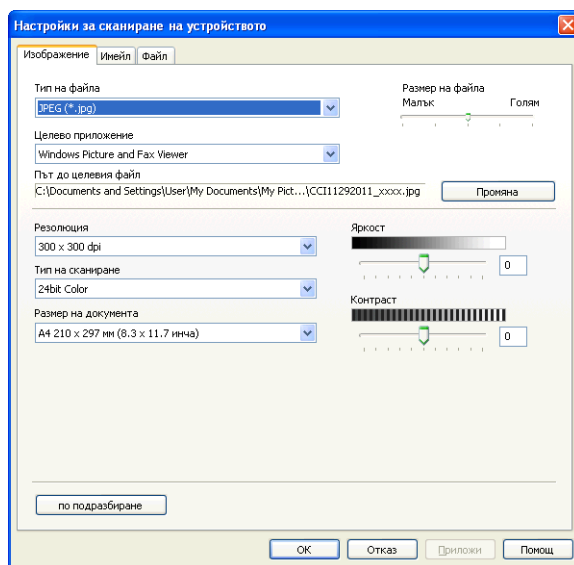 Настройки за сканиране на устройството
Изображение Имейл Файл
Тип на файла
JPEG (*.jpg)
Размер на файла
Малък Голям
Целево приложение
Windows Picture and Fax Viewer
Път до целевия файл
C:\Documents and Settings\User\My Documents\My Pict...\CCI11292011_xxxx.jpg
Промяна
Резолюция
300 x 300 dpi
Тип на сканиране
24bit Color
Размер на документа
A4 210 x 297 мм (8.3 x 11.7 инча)
Яркост
0
Контраст
0
по подразбиране
OK Отказ Приложи Помощ